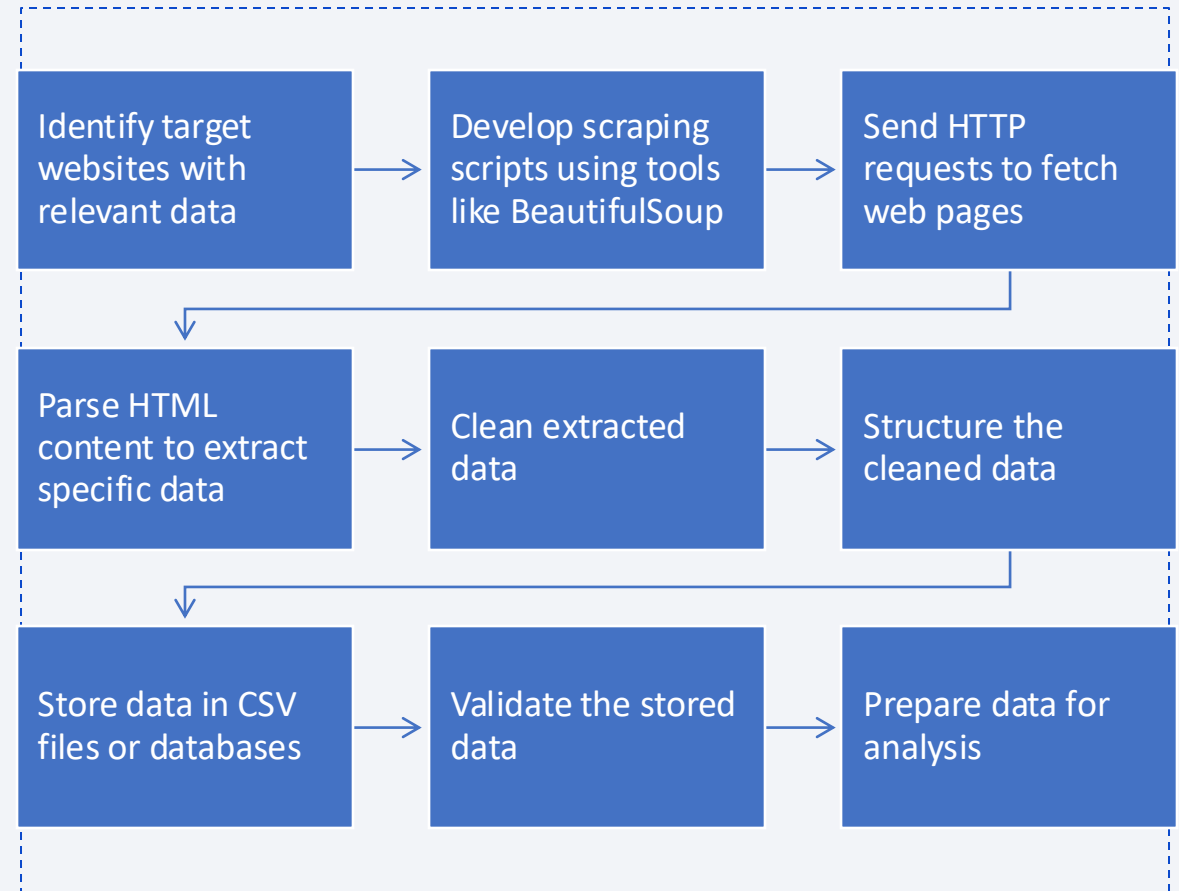 Identify target
websites with
relevant data
Develop scraping
scripts using tools
like BeautifulSoup
Send HTTP
requests to fetch
web pages
Parse HTML
content to extract
specific data
Clean extracted
data
Structure the
cleaned data
Store data in CSV
files or databases
Validate the stored
data
Prepare data for
analysis